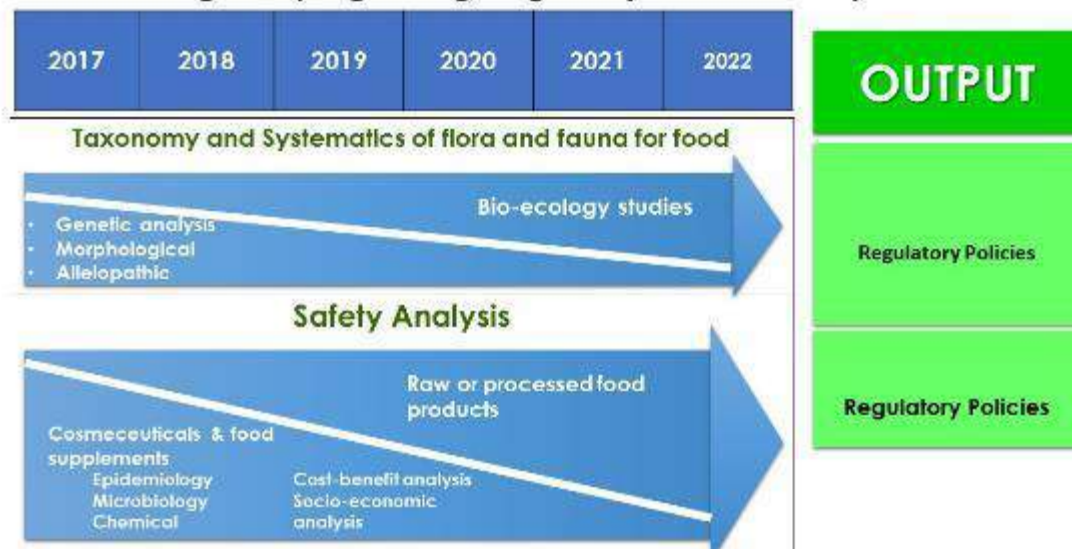 2017 2018 2019 2020 2021 2022
OUTPUT
Taxonomy and Systematics of flora and fauna for food
Bio-ecology studies
• Genetic analysis
• Morphological
• Allelopathic
Regulatory Policies
Safety Analysis
Raw or processed food
products
Cosmeceuticals & food
supplements
Epidemiology
Microbiology
Chemical
Cost-benefit analysis
Socio-economic
analysis
Regulatory Policies